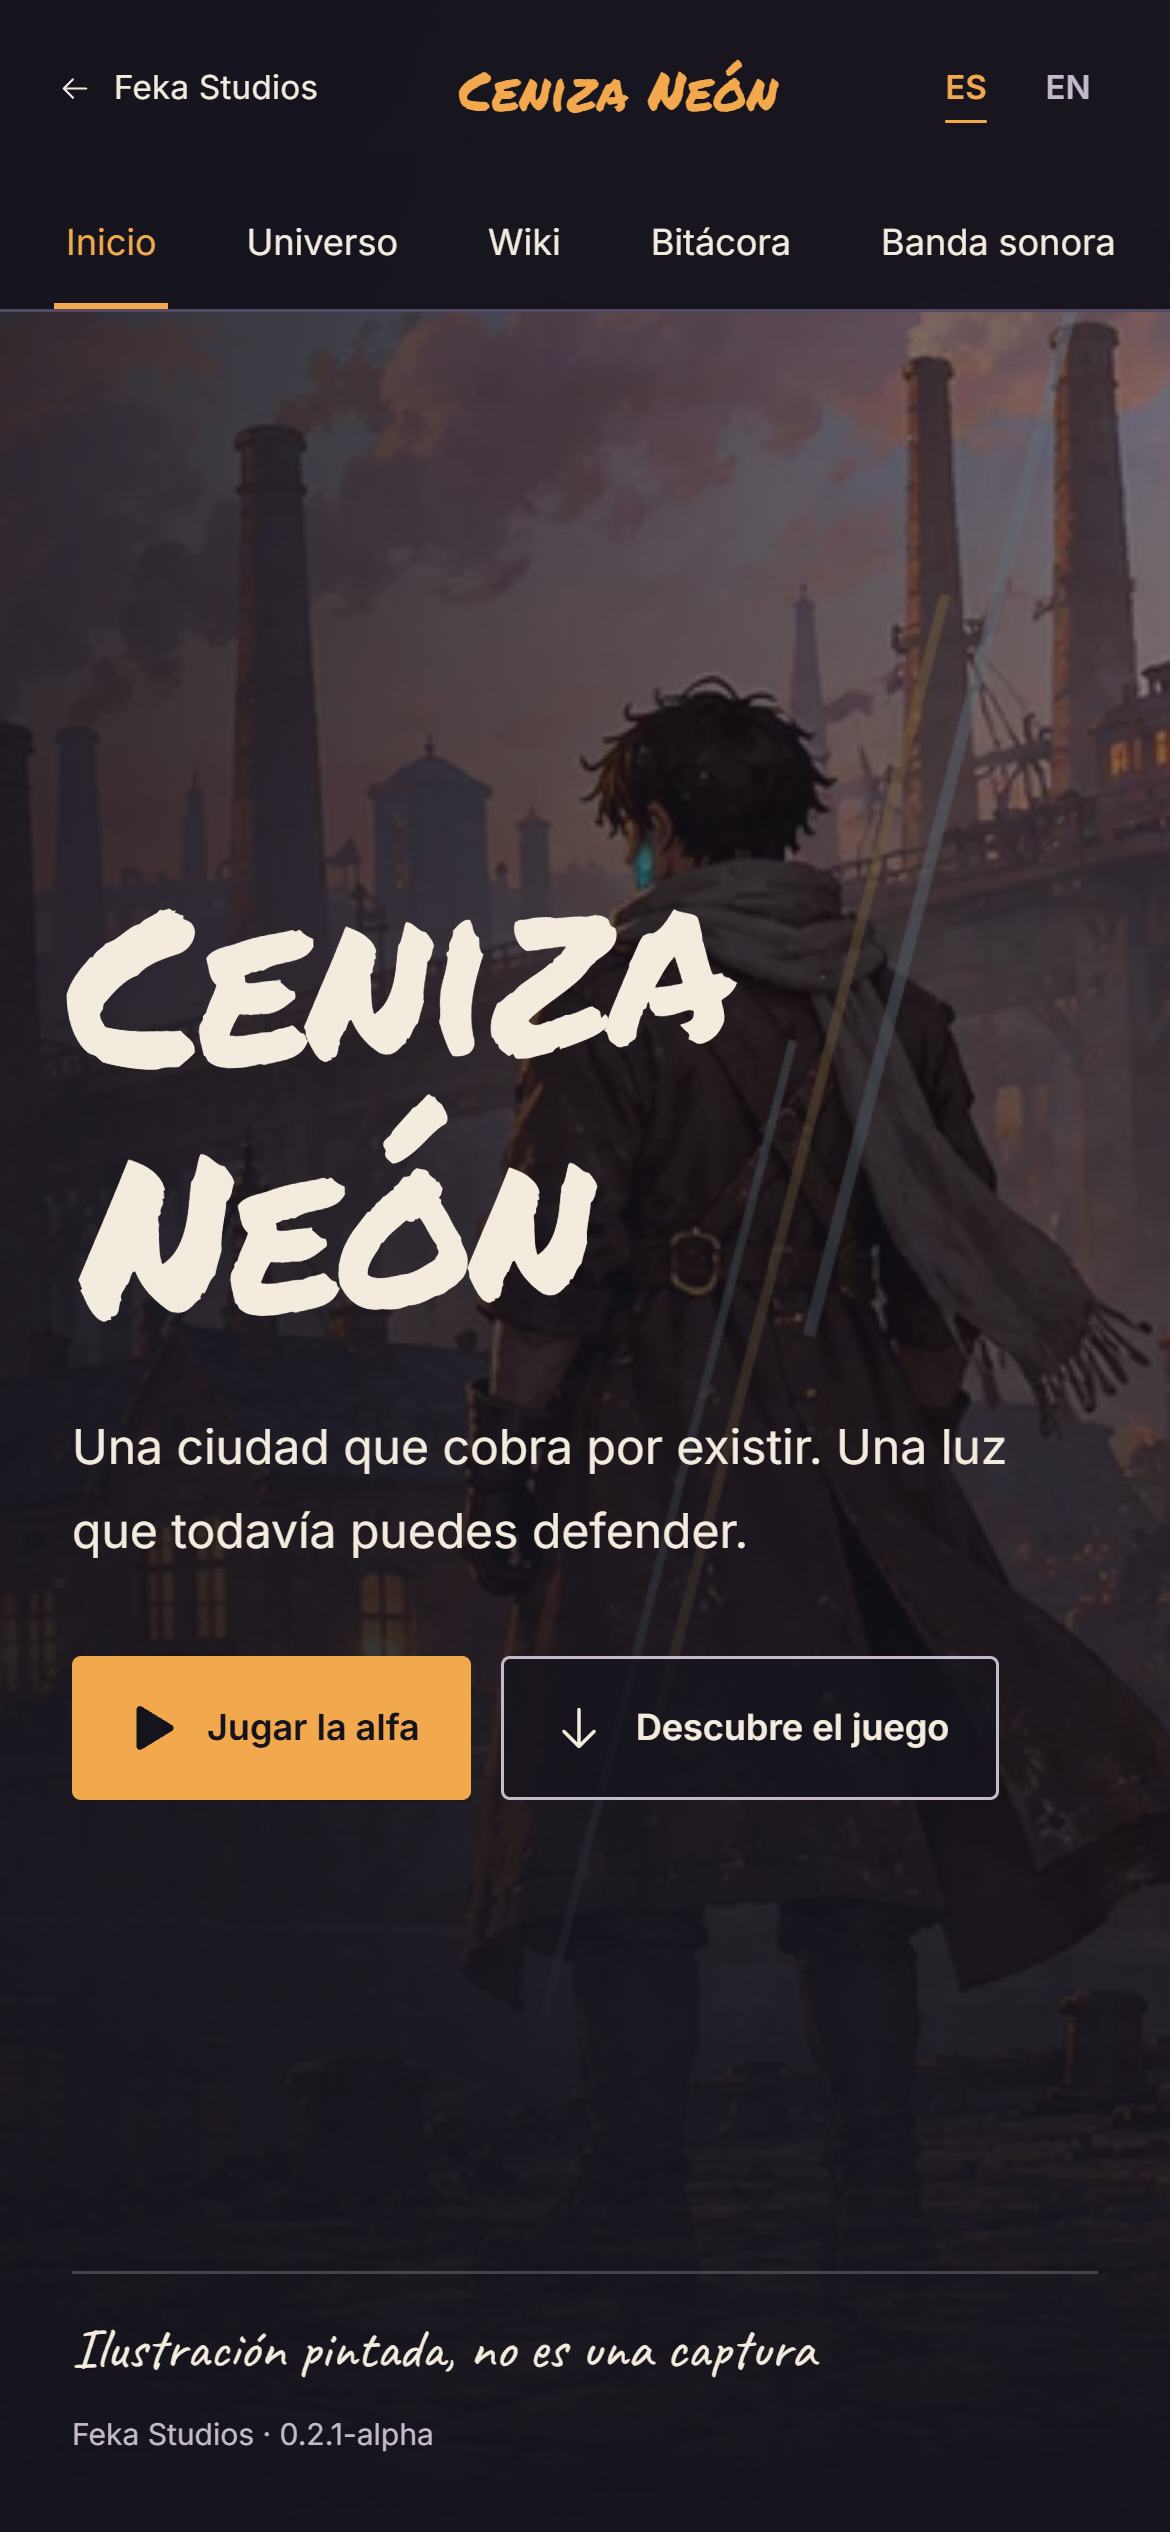 Feka Studios
Ceniza Neón
ES EN
Inicio Universo Wiki Bitácora Banda sonora
Ceniza
Neón
Una ciudad que cobra por existir. Una luz
que todavía puedes defender.
Jugar la alfa
Descubre el juego
Ilustración pintada, no es una captura
Feka Studios · 0.2.1-alpha